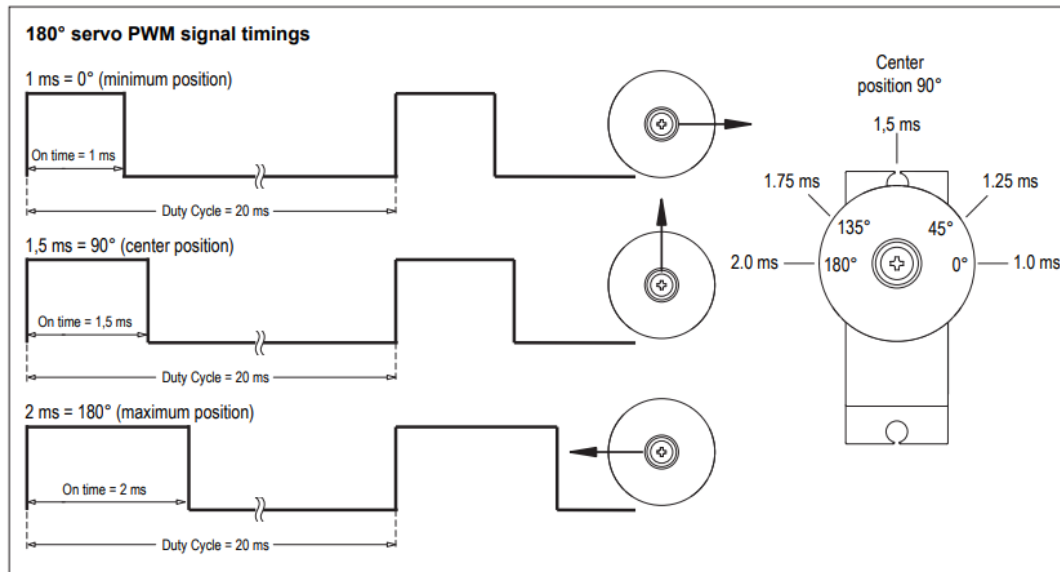 180° servo PWM signal timings
1 ms = 0° (minimum position)
On time = 1 ms
Duty Cycle = 20 ms
1,5 ms = 90° (center position)
On time = 1,5 ms
Duty Cycle = 20 ms
2 ms = 180° (maximum position)
On time = 2 ms
Duty Cycle = 20 ms
Center
position 90°
1,5 ms
1.75 ms
1.25 ms
135°
45°
2.0 ms
180°
0°
1.0 ms